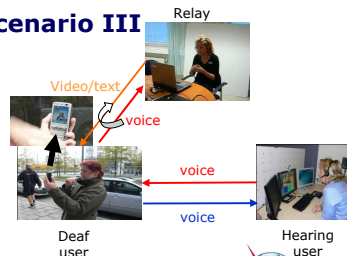 cenario III
Relay
Video/text
voice
voice
voice
Deaf
user
Hearing
user